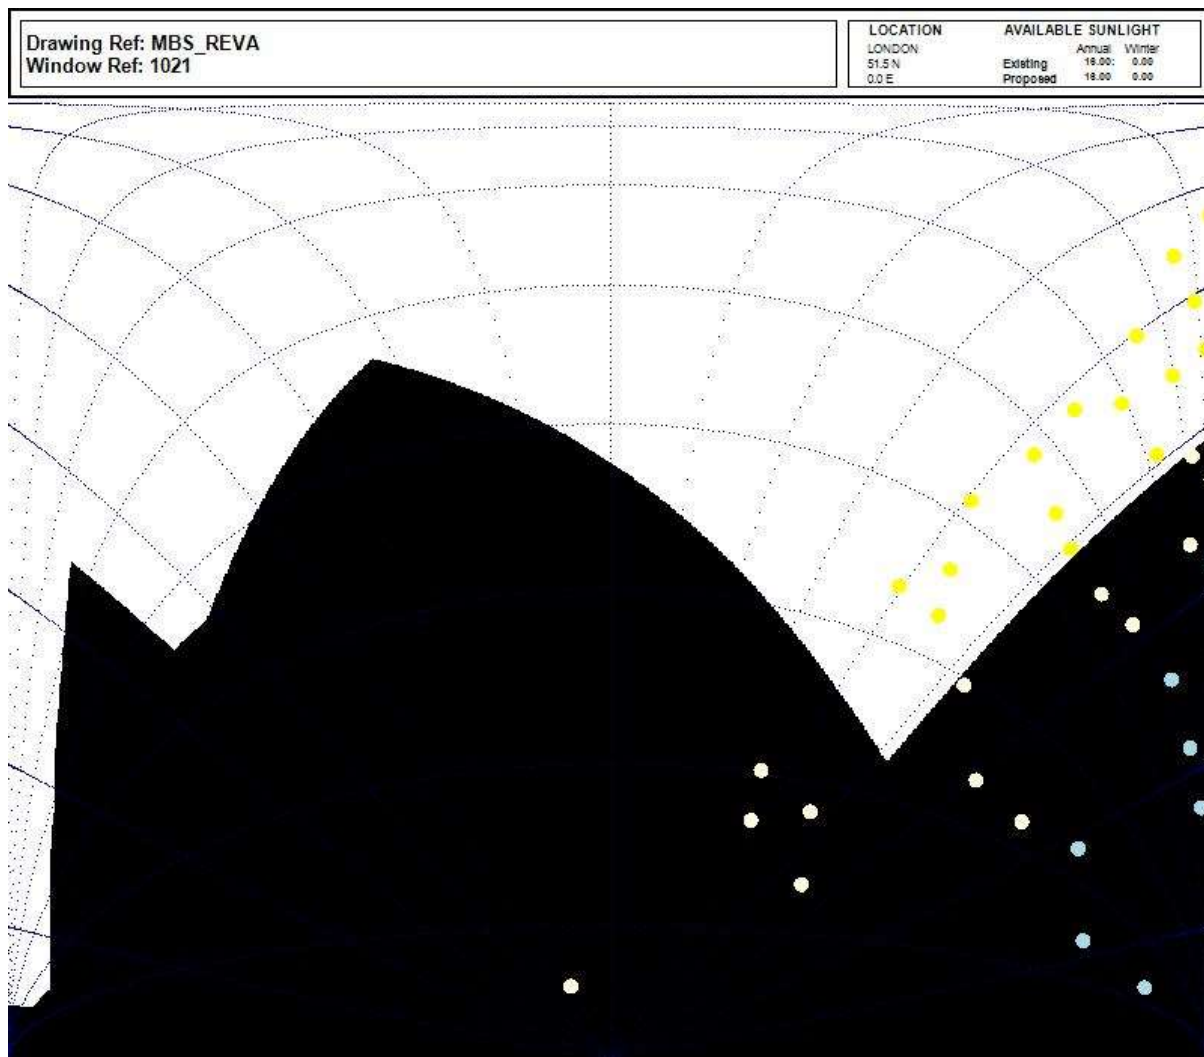 Drawing Ref: MBS_REVA
Window Ref: 1021
LOCATION
LONDON
51.5 N
0.0 E
AVAILABLE SUNLIGHT
Annual Winter
Existing 18.00: 0.00
Proposed 18.00 0.00